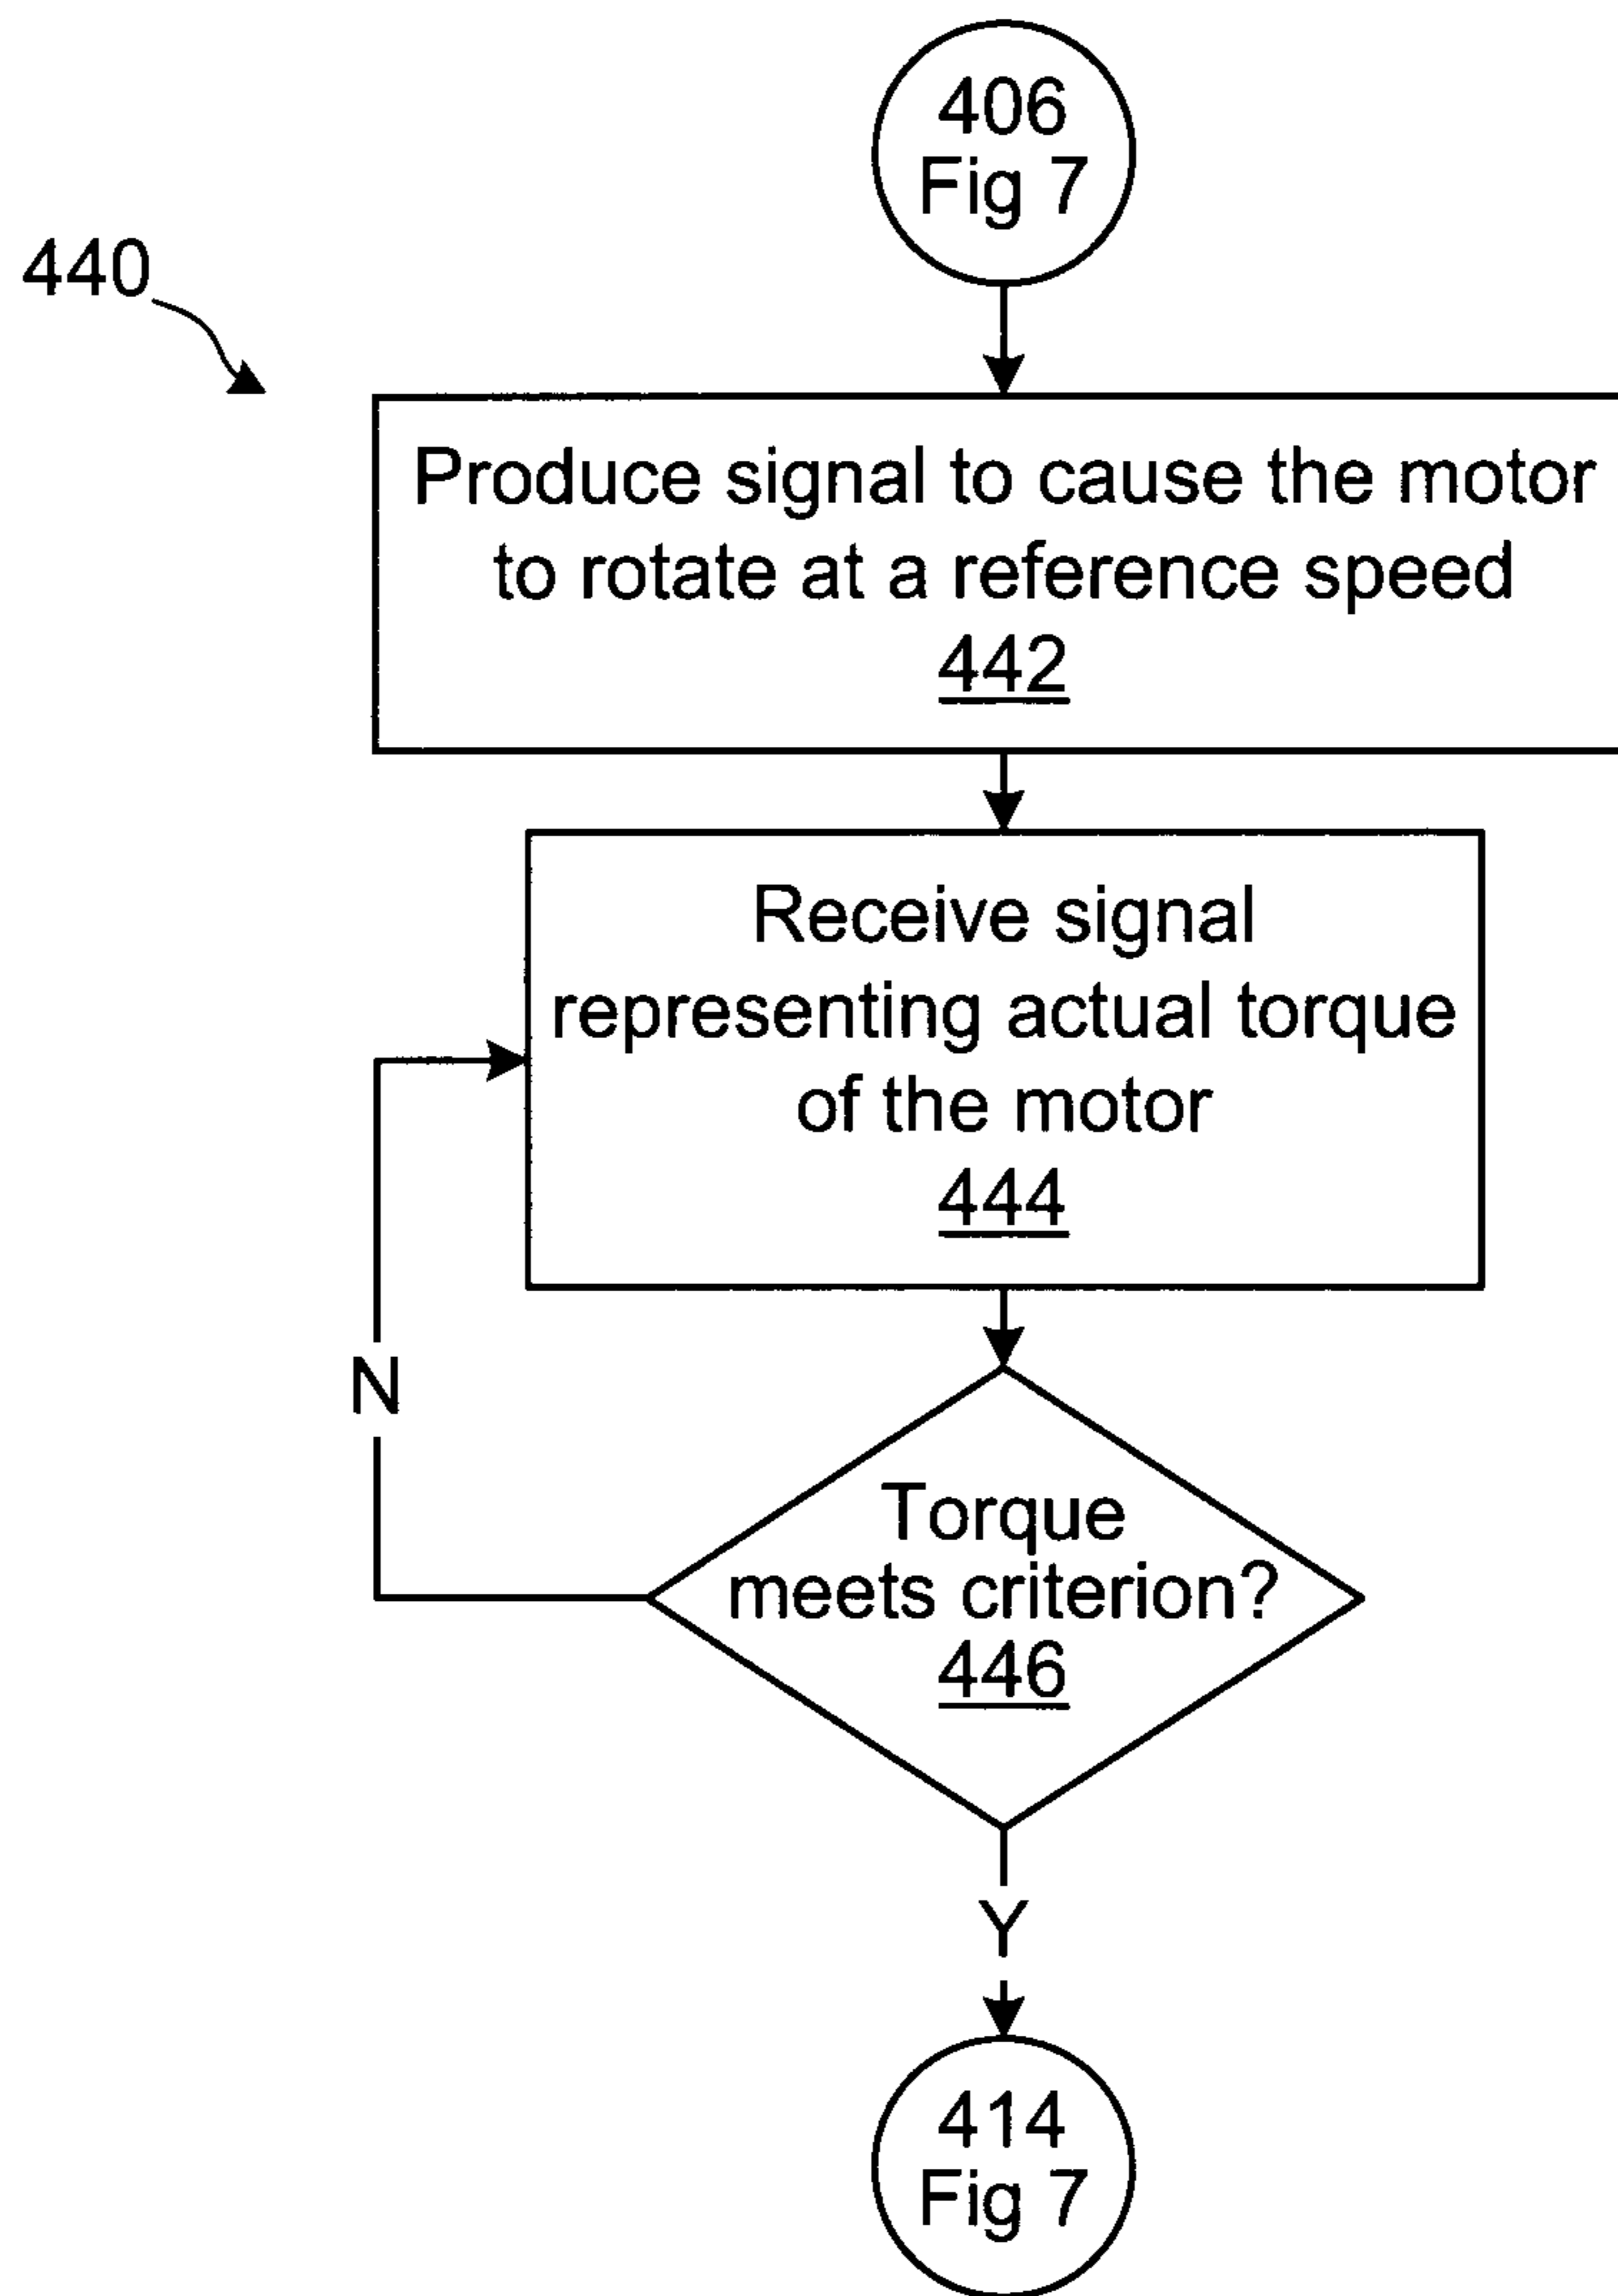 406
Fig 7
440
Produce signal to cause the motor
to rotate at a reference speed
442
Receive signal
representing actual torque
of the motor
444
N
Torque
meets criterion?
446
Y
414
Fig 7